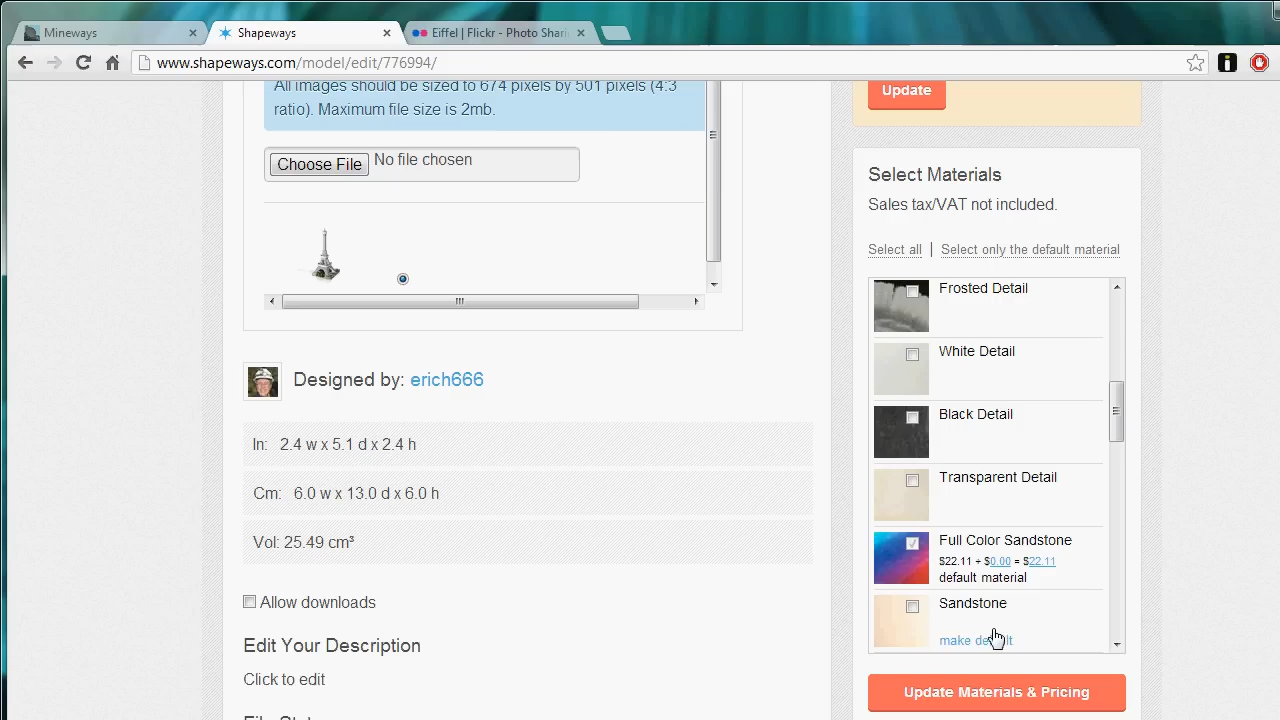 Mineways
Shapeways
Eiffel | Flickr - Photo Shari
www.shapeways.com/model/edit/776994/
All images should be sized to 674 pixels by 501 pixels (4:3
ratio). Maximum file size is 2mb.
Choose File No file chosen
Designed by: erich666
In: 2.4 w x 5.1 d x 2.4 h
Cm: 6.0 w x 13.0 d x 6.0 h
Vol: 25.49 cm³
Allow downloads
Edit Your Description
Click to edit
Update
Select Materials
Sales tax/VAT not included.
Select all | Select only the default material
Frosted Detail
White Detail
Black Detail
Transparent Detail
Full Color Sandstone
$22.11 + $0.00 = $22.11
default material
Sandstone
make
Update Materials & Pricing